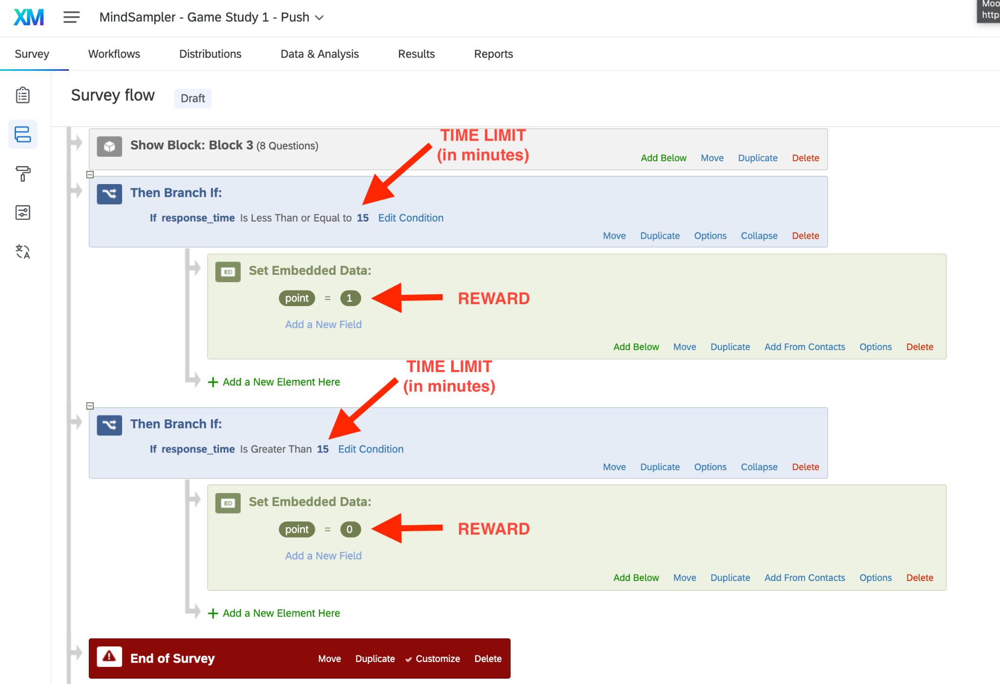 Moo
http
XM MindSampler - Game Study 1 - Push
Survey Workflows Distributions Data & Analysis Results Reports
Survey flow Draft
TIME LIMIT
(in minutes)
Show Block: Block 3 (8 Questions)
Add Below Move Duplicate Delete
Then Branch If:
If response_time Is Less Than or Equal to 15 Edit Condition
Move Duplicate Options Collapse Delete
ED Set Embedded Data:
point = 1 REWARD
Add a New Field
Add Below Move Duplicate Add From Contacts Options Delete
TIME LIMIT
(in minutes)
+ Add a New Element Here
Then Branch If:
If response_time Is Greater Than 15 Edit Condition
Move Duplicate Options Collapse Delete
ED Set Embedded Data:
point = 0 REWARD
Add a New Field
Add Below Move Duplicate Add From Contacts Options Delete
+ Add a New Element Here
End of Survey Move Duplicate Customize Delete